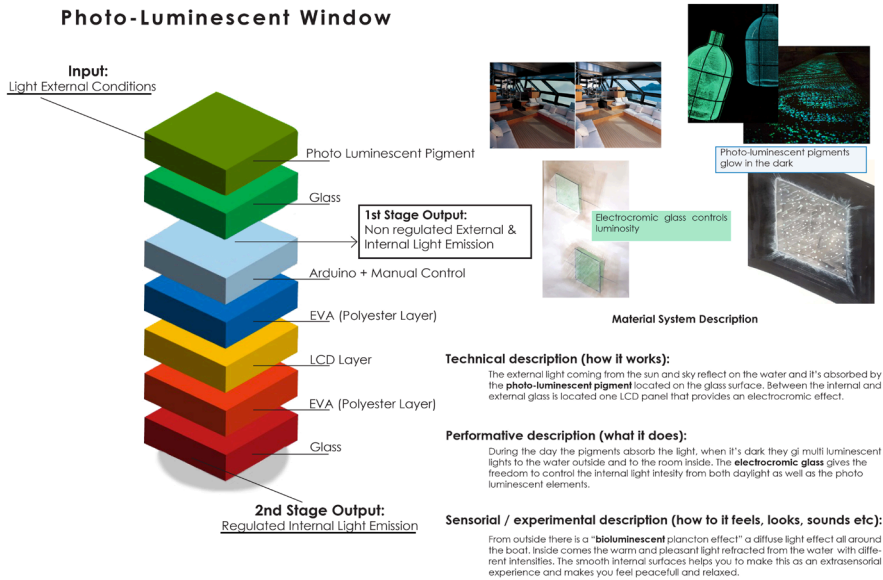 Photo-Luminescent Window
Input:
Light External Conditions
Photo Luminescent Pigment
Glass
1st Stage Output:
Non regulated External &
Internal Light Emission
Arduino + Manual Control
EVA (Polyester Layer)
LCD Layer
EVA (Polyester Layer)
Glass
2nd Stage Output:
Regulated Internal Light Emission
Photo-luminescent pigments
glow in the dark
Electrocromic glass controls
luminosity
Material System Description
Technical description (how it works):
The external light coming from the sun and sky reflect on the water and it's absorbed by
the photo-luminescent pigment located on the glass surface. Between the internal and
external glass is located one LCD panel that provides an electrocromic effect.
Performative description (what it does):
During the day the pigments absorb the light, when it's dark they gi multi luminescent
lights to the water outside and to the room inside. The electrocromic glass gives the
freedom to control the internal light intesity from both daylight as well as the photo
luminescent elements.
Sensorial / experimental description (how to it feels, looks, sounds etc):
From outside there is a "bioluminescent plancton effect" a diffuse light effect all around
the boat. Inside comes the warm and pleasant light refracted from the water with diffe-
rent intensities. The smooth internal surfaces helps you to make this as an extrasensorial
experience and makes you feel peacefull and relaxed.